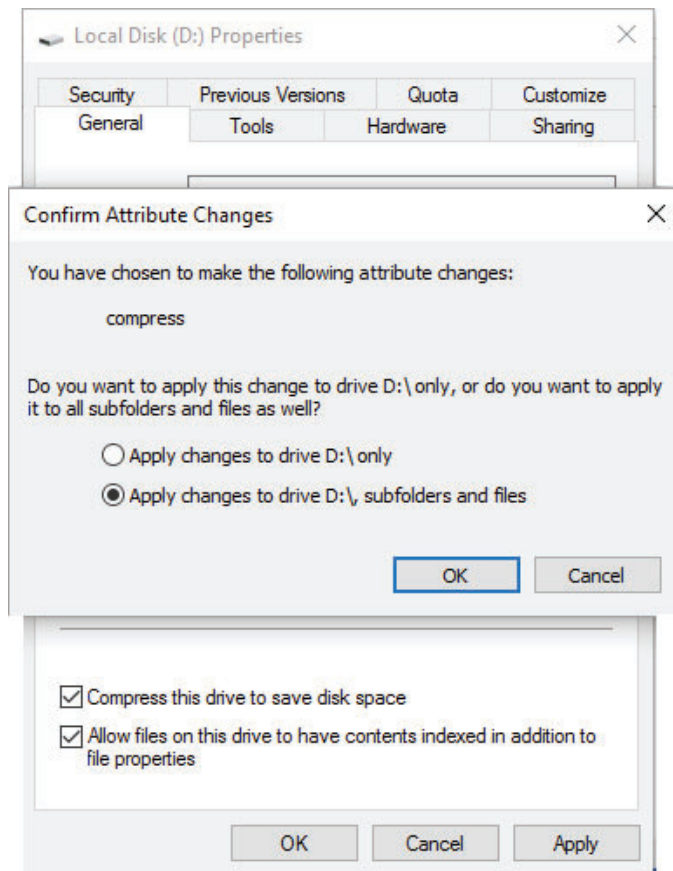 Local Disk (D:) Properties
Security Previous Versions Quota Customize
General Tools Hardware Sharing
Confirm Attribute Changes
You have chosen to make the following attribute changes:
compress
Do you want to apply this change to drive D:\ only, or do you want to apply
it to all subfolders and files as well?
Apply changes to drive D:\ only
Apply changes to drive D:\, subfolders and files
OK Cancel
Compress this drive to save disk space
Allow files on this drive to have contents indexed in addition to
file properties
OK Cancel Apply